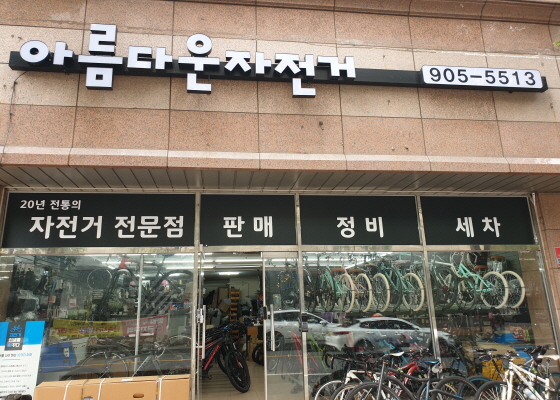 아름다운자전거
905-5513
20년 전통의
자전거 전문점
판매
정비
세차